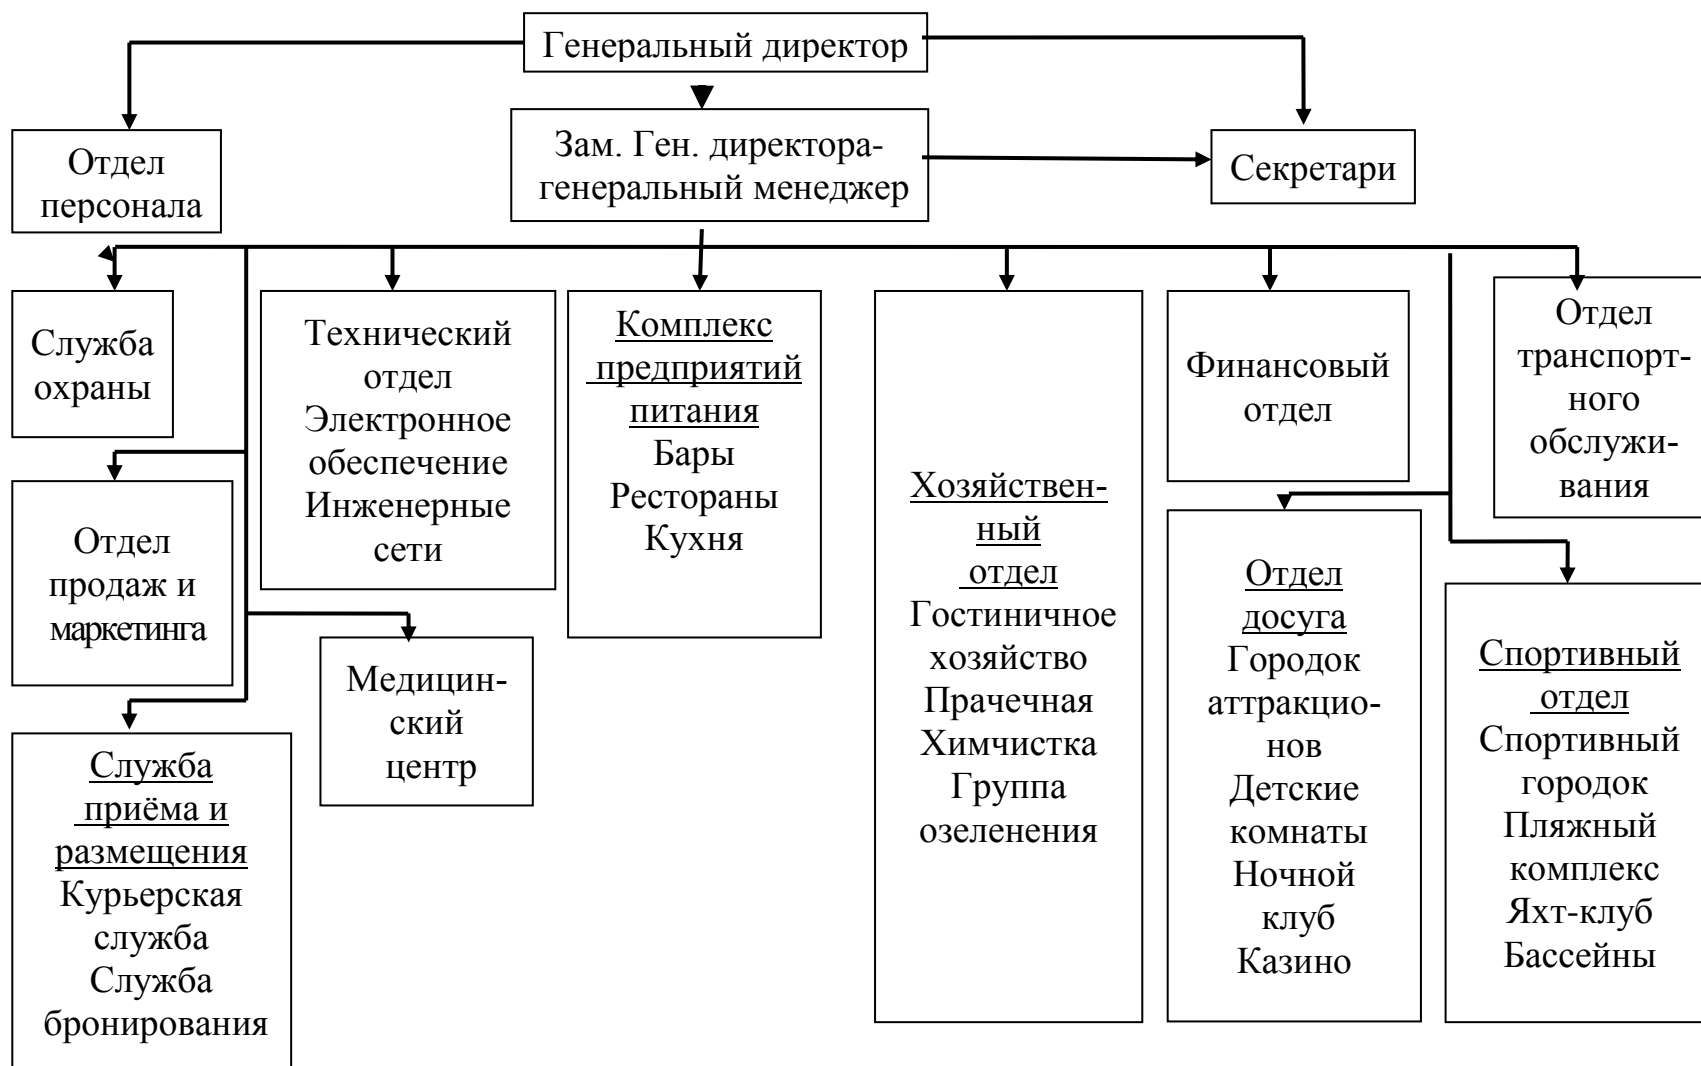 Генеральный директор
Зам. Ген. директора-
генеральный менеджер
Отдел
персонала
Секретари
Служба
охраны
Технический
отдел
Электронное
обеспечение
Инженерные
сети
Комплекс
предприятий
питания
Бары
Рестораны
Кухня
Хозяйствен-
ный
отдел
Гостиничное
хозяйство
Прачечная
Химчистка
Группа
озеленения
Финансовый
отдел
Отдел
транспорт-
ного
обслужи-
вания
Отдел
продаж и
маркетинга
Медицин-
ский
центр
Отдел
досуга
Городок
аттракцио-
нов
Детские
комнаты
Ночной
клуб
Казино
Спортивный
отдел
Спортивный
городок
Пляжный
комплекс
Яхт-клуб
Бассейны
Служба
приёма и
размещения
Курьерская
служба
Служба
бронирования